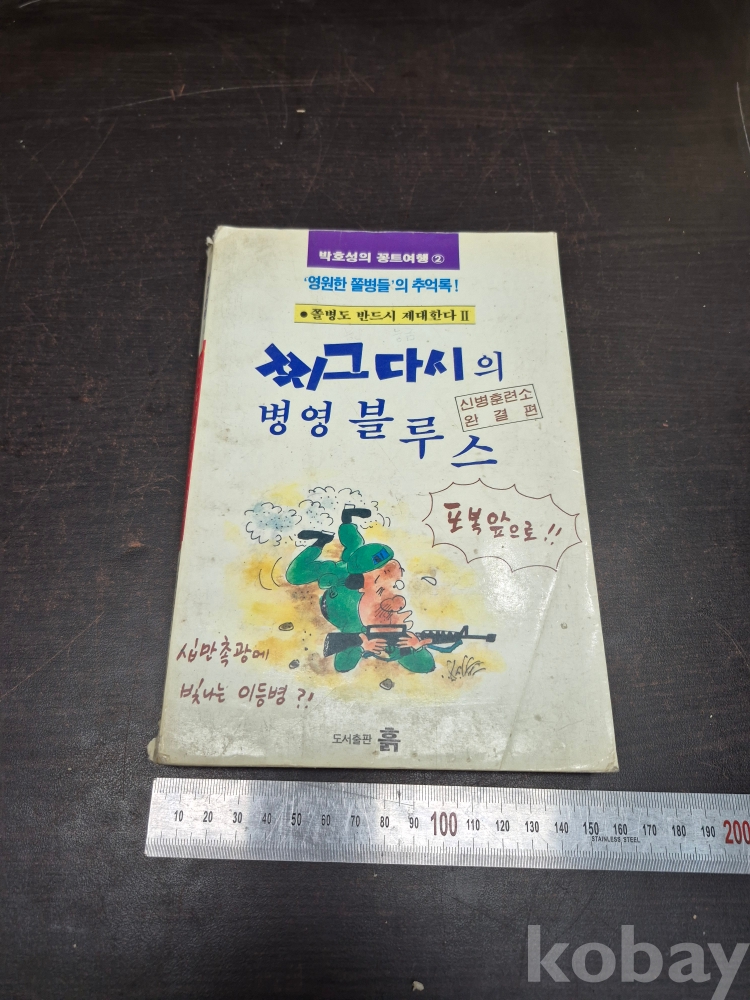 박호성의 꽁트여행 ②
'영원한 쫄병들'의 추억록!
● 쫄병도 반드시 제대한다 Ⅱ
찌그다시의
병영 블루스
신병훈련소
완결편
포복 앞으로!!
십만촉광에
빛나는 이등병?!
도서출판 흙
10 20 30 40 50 60 70 80 90 100 110 120 130 140 150 160 170 180 190 200
STAINLESS STEEL
kobay